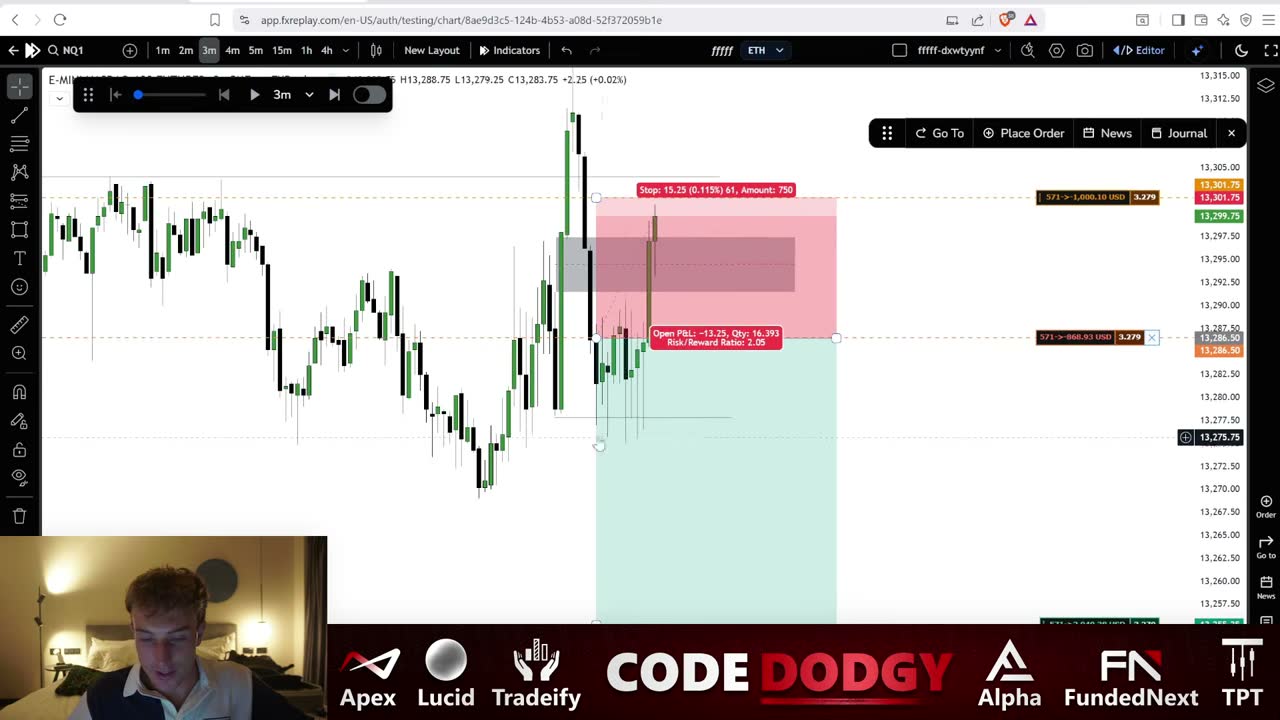 app.fxreplay.com/en-US/auth/testing/chart/8ae9d3c5-124b-4b53-a08d-52f372059b1e
NQ1
1m 2m 3m 4m 5m 15m 1h 4h
New Layout
Indicators
fffff
ETH
fffff-dxwtyynf
Editor
H13,288.75 L13,279.25 C13,283.75 +2.25 (+0.02%)
3m
Go To
Place Order
News
Journal
Stop: 15.25 (0.115%) 61, Amount: 750
Open P&L: −13.25, Qty: 16.393
Risk/Reward Ratio: 2.05
571->-1,000.10 USD 3.279
571->-868.93 USD 3.279
13,315.00
13,312.50
13,305.00
13,301.75
13,301.75
13,299.75
13,297.50
13,295.00
13,292.50
13,290.00
13,287.50
13,286.50
13,286.50
13,282.50
13,280.00
13,277.50
13,275.75
13,272.50
13,270.00
13,267.50
13,265.00
13,262.50
13,260.00
13,257.50
Order
Go to
News
CODE DODGY
Apex
Lucid
Tradeify
Alpha
FundedNext
TPT